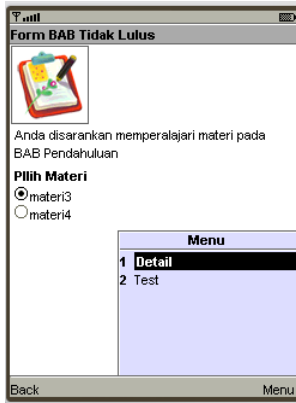 Form BAB Tidak Lulus
Anda disarankan memperalajari materi pada
BAB Pendahuluan
PIlih Materi
materi3
materi4
Menu
1 Detail
2 Test
Back Menu